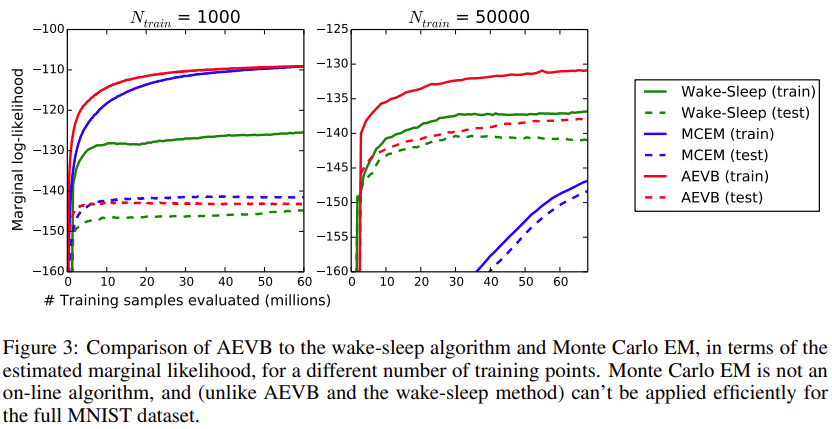 N_train = 1000
N_train = 50000
−100
−110
−120
−130
−140
−150
−160
Marginal log-likelihood
0 10 20 30 40 50 60
# Training samples evaluated (millions)
−125
−130
−135
−140
−145
−150
−155
−160
0 10 20 30 40 50 60
Wake-Sleep (train)
Wake-Sleep (test)
MCEM (train)
MCEM (test)
AEVB (train)
AEVB (test)
Figure 3: Comparison of AEVB to the wake-sleep algorithm and Monte Carlo EM, in terms of the
estimated marginal likelihood, for a different number of training points. Monte Carlo EM is not an
on-line algorithm, and (unlike AEVB and the wake-sleep method) can't be applied efficiently for
the full MNIST dataset.